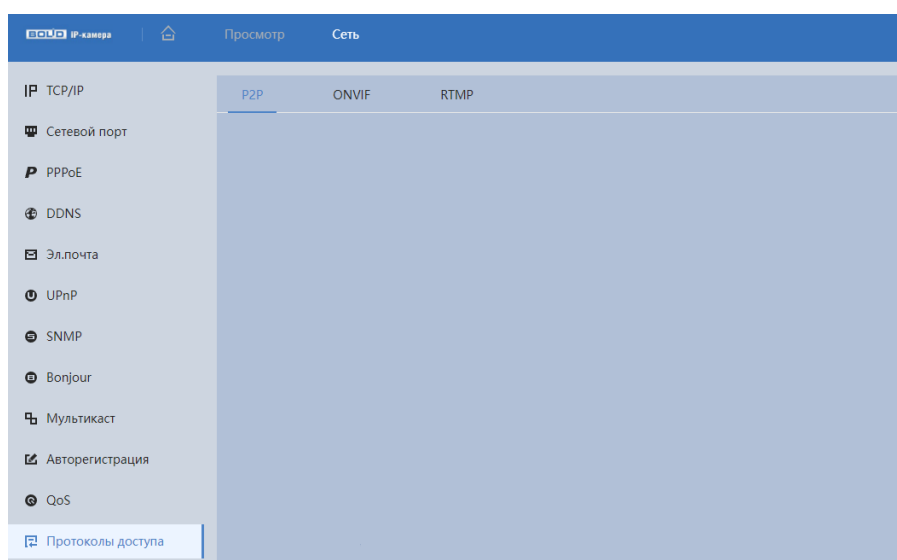 BOLID IP-камера Просмотр Сеть
IP TCP/IP
P2P ONVIF RTMP
Сетевой порт
P PPPoE
DDNS
Эл.почта
UPnP
SNMP
Bonjour
Мультикаст
Авторегистрация
QoS
Протоколы доступа